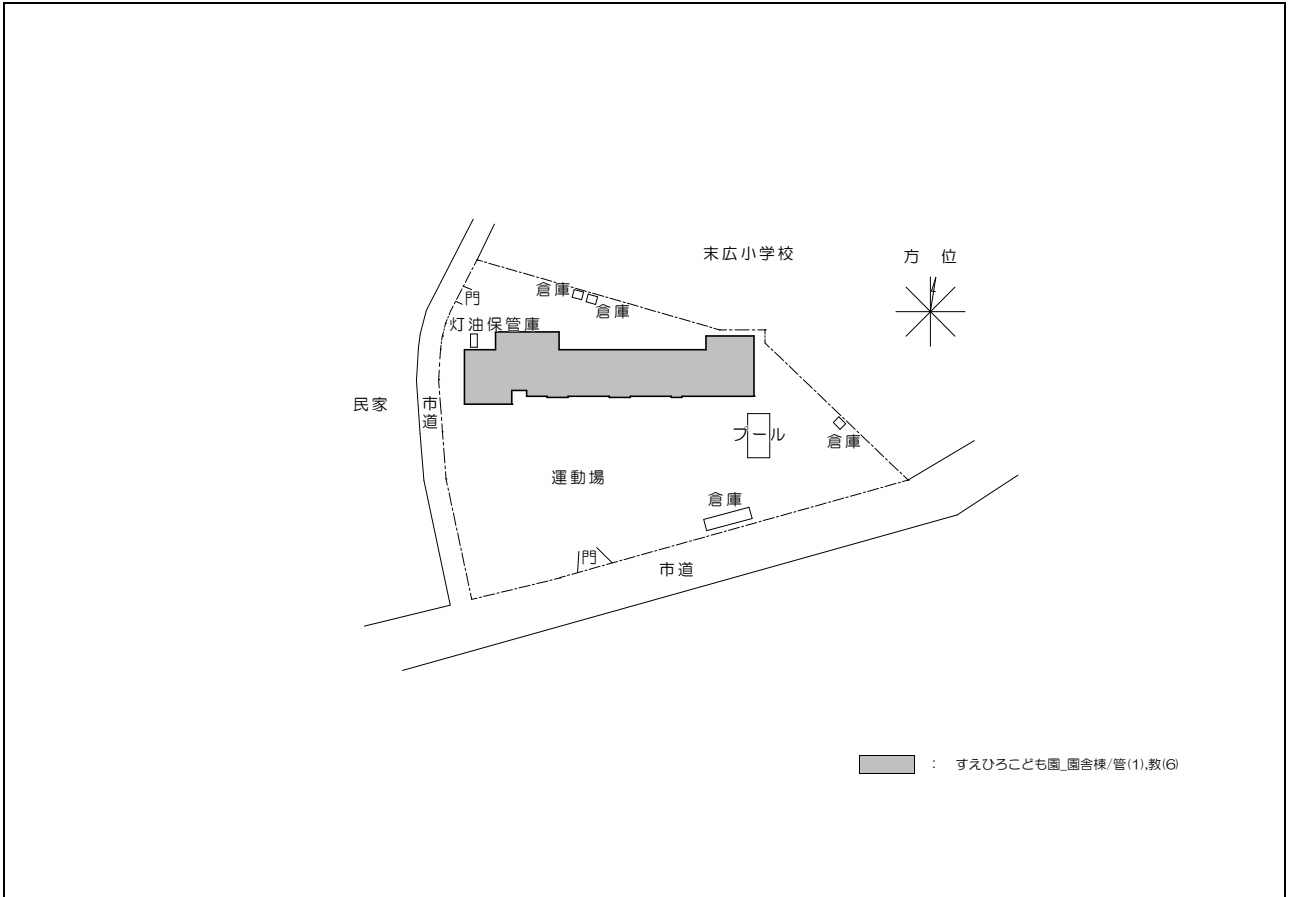 末広小学校
方　位
倉庫
門
倉庫
灯油保管庫
民家
市道
プール
倉庫
運動場
倉庫
門
市道
： すえひろこども園_園舎棟/管(1),教(6)